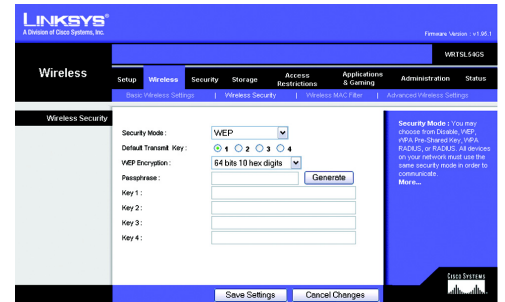 LINKSYS®
A Division of Cisco Systems, Inc.
Firmware Version : v1.95.1
WRTSL54GS
Wireless
Setup Wireless Security Storage Access Restrictions Applications & Gaming Administration Status
Basic Wireless Settings | Wireless Security | Wireless MAC Filter | Advanced Wireless Settings
Wireless Security
Security Mode : WEP
Default Transmit Key : 1 2 3 4
WEP Encryption : 64 bits 10 hex digits
Passphrase : Generate
Key 1 :
Key 2 :
Key 3 :
Key 4 :
Security Mode : You
may choose from Disable, WEP,
WPA Pre-Shared Key, WPA
RADIUS, or RADIUS. All devices
on your network must use the
same security mode in order to
communicate.
More...
Save Settings Cancel Changes
CISCO SYSTEMS